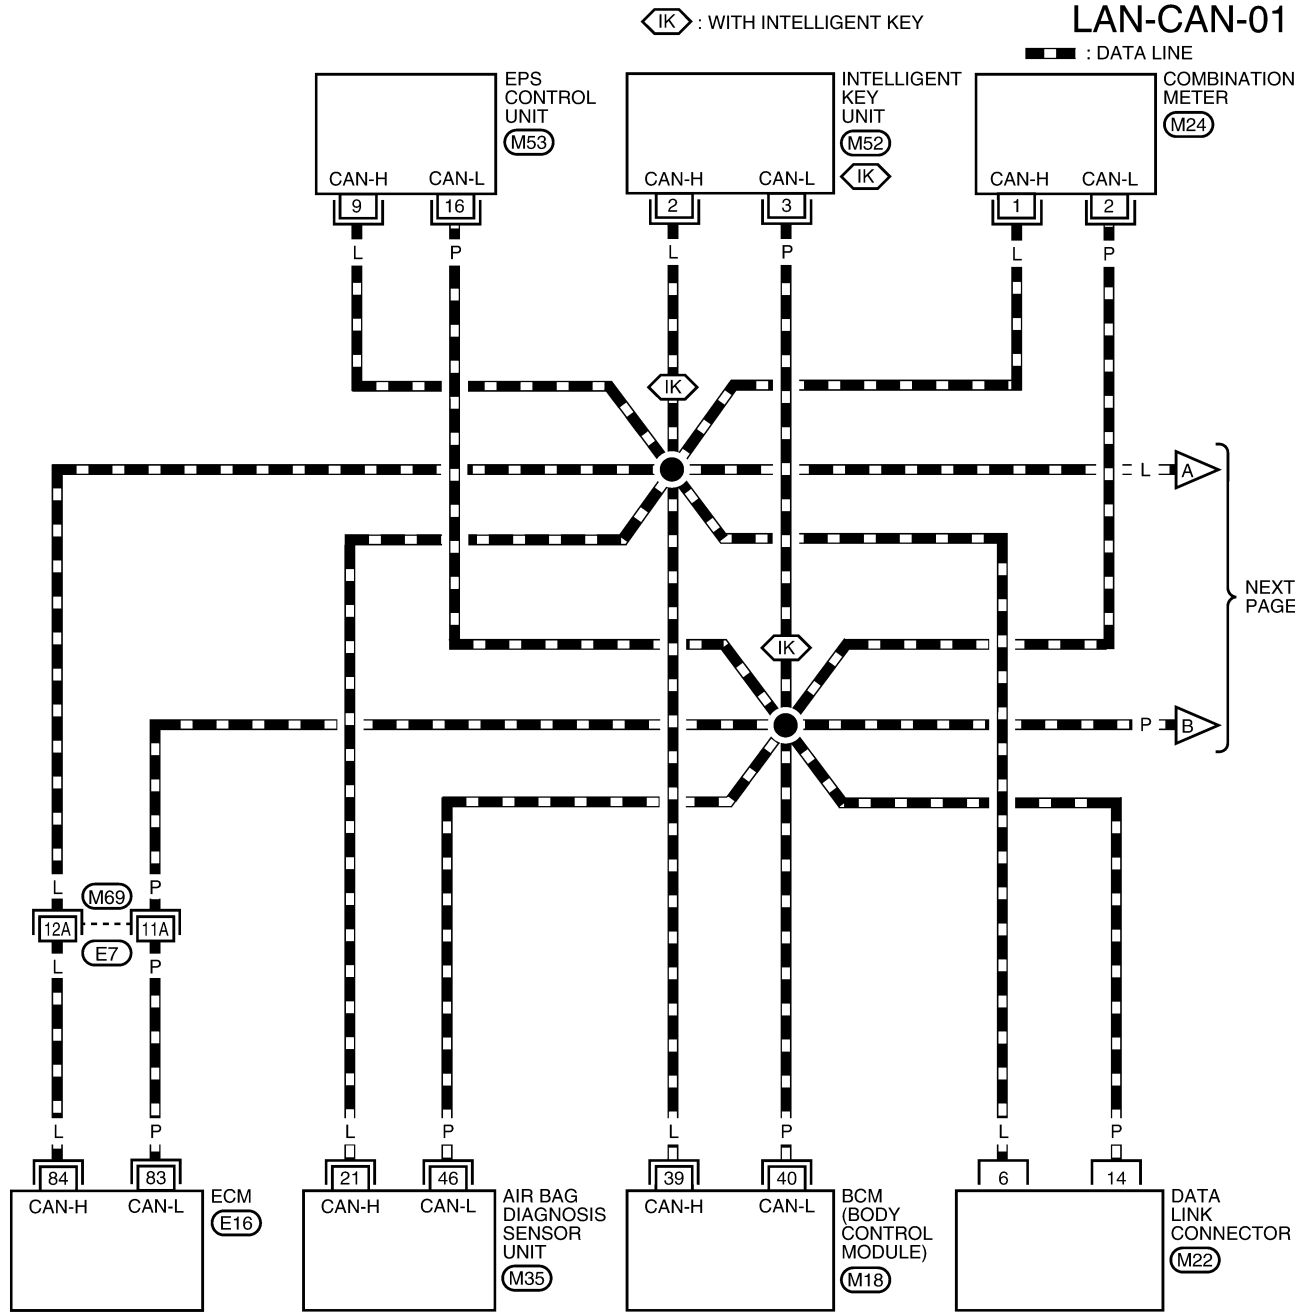 IK : WITH INTELLIGENT KEY
LAN-CAN-01
: DATA LINE
EPS
CONTROL
UNIT
M53
CAN-H CAN-L
9 16
L P
INTELLIGENT
KEY
UNIT
M52
IK
CAN-H CAN-L
2 3
L P
COMBINATION
METER
M24
CAN-H CAN-L
1 2
L P
IK
L A
NEXT
PAGE
IK
P B
L P
M69
12A 11A
E7
L P
L P
84 83
CAN-H CAN-L
ECM
E16
L P
21 46
CAN-H CAN-L
AIR BAG
DIAGNOSIS
SENSOR
UNIT
M35
L P
39 40
CAN-H CAN-L
BCM
(BODY
CONTROL
MODULE)
M18
L P
6 14
DATA
LINK
CONNECTOR
M22